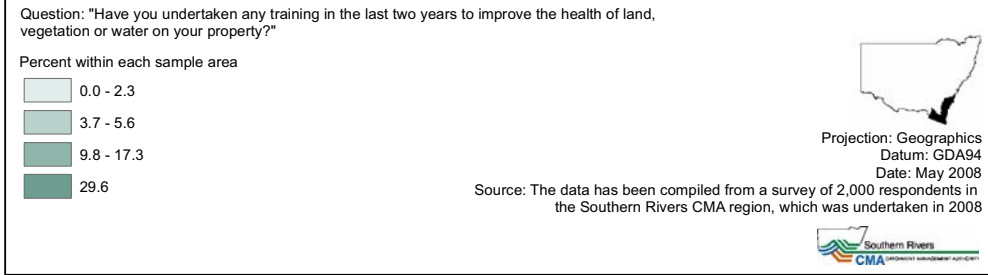 Question: "Have you undertaken any training in the last two years to improve the health of land,
vegetation or water on your property?"
Percent within each sample area
0.0 - 2.3
3.7 - 5.6
9.8 - 17.3
29.6
Projection: Geographics
Datum: GDA94
Date: May 2008
Source: The data has been compiled from a survey of 2,000 respondents in
the Southern Rivers CMA region, which was undertaken in 2008
Southern Rivers
CMA CATCHMENT MANAGEMENT AUTHORITY